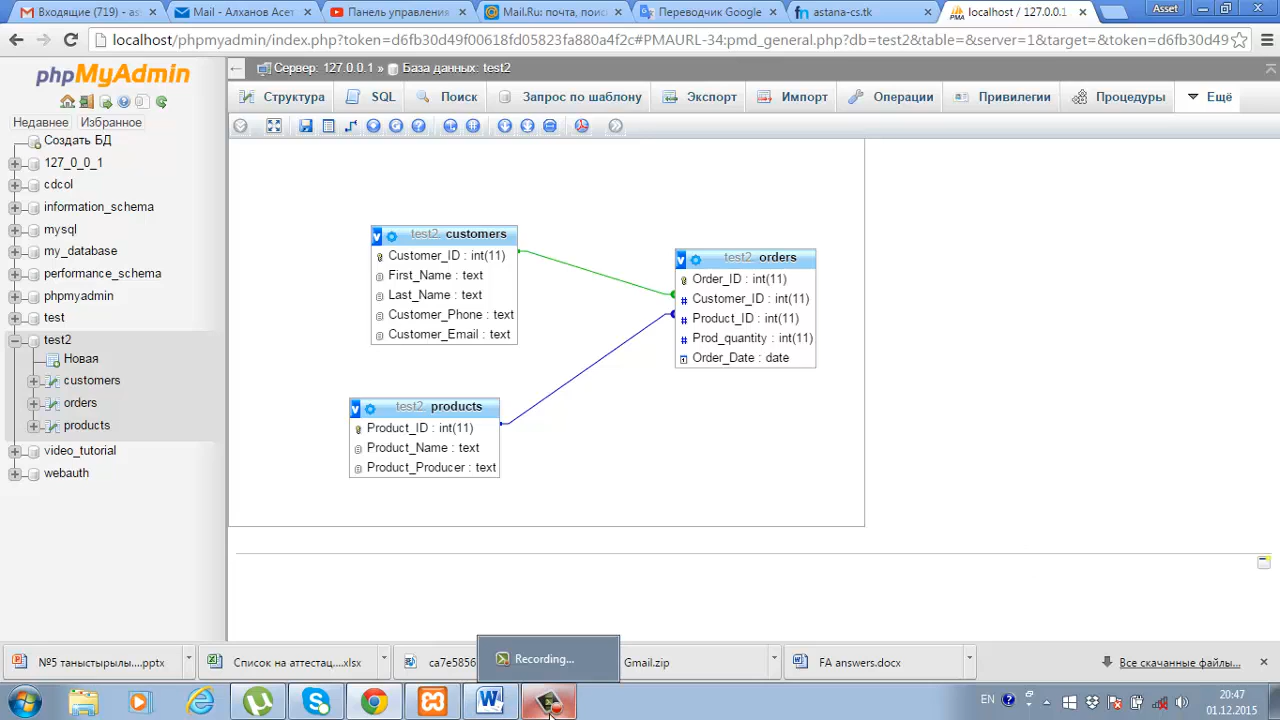 Входящие (719) - as
Mail - Алханов Асет
Панель управления
Mail.Ru: почта, поис
Переводчик Google
astana-cs.tk
localhost / 127.0.0.1
Asset
localhost/phpmyadmin/index.php?token=d6fb30d49f00618fd05823fa880a4f2c#PMAURL-34:pmd_general.php?db=test2&table=&server=1&target=&token=d6fb30d49
phpMyAdmin
Недавнее Избранное
Создать БД
127_0_0_1
cdcol
information_schema
mysql
my_database
performance_schema
phpmyadmin
test
test2
Новая
customers
orders
products
video_tutorial
webauth
Сервер: 127.0.0.1 » База данных: test2
Структура SQL Поиск Запрос по шаблону Экспорт Импорт Операции Привилегии Процедуры Ещё
test2. customers
Customer_ID : int(11)
First_Name : text
Last_Name : text
Customer_Phone : text
Customer_Email : text
test2. orders
Order_ID : int(11)
Customer_ID : int(11)
Product_ID : int(11)
Prod_quantity : int(11)
Order_Date : date
test2. products
Product_ID : int(11)
Product_Name : text
Product_Producer : text
Recording...
№5 таныстырылы....pptx
Список на аттестац....xlsx
ca7e5856
Gmail.zip
FA answers.docx
Все скачанные файлы...
EN
20:47
01.12.2015